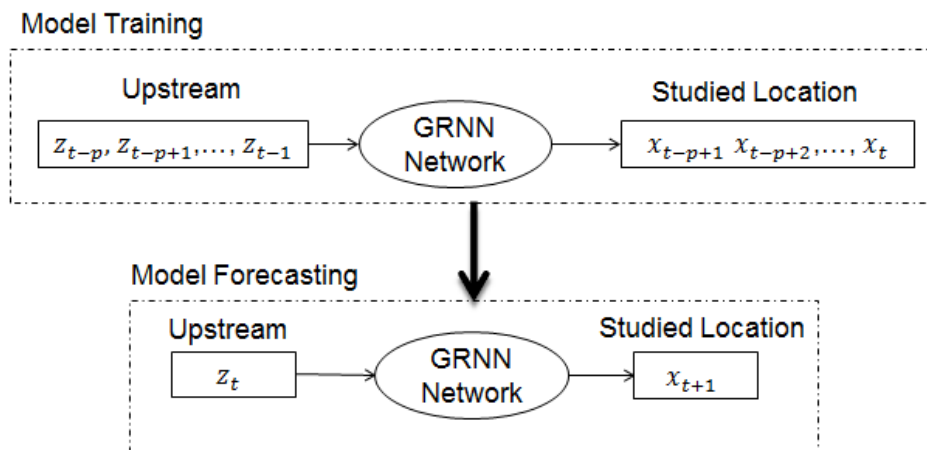 Model Training
Upstream
Studied Location
z_{t-p}, z_{t-p+1},..., z_{t-1}
GRNN
Network
x_{t-p+1} x_{t-p+2},..., x_t
Model Forecasting
Upstream
Studied Location
z_t
GRNN
Network
x_{t+1}